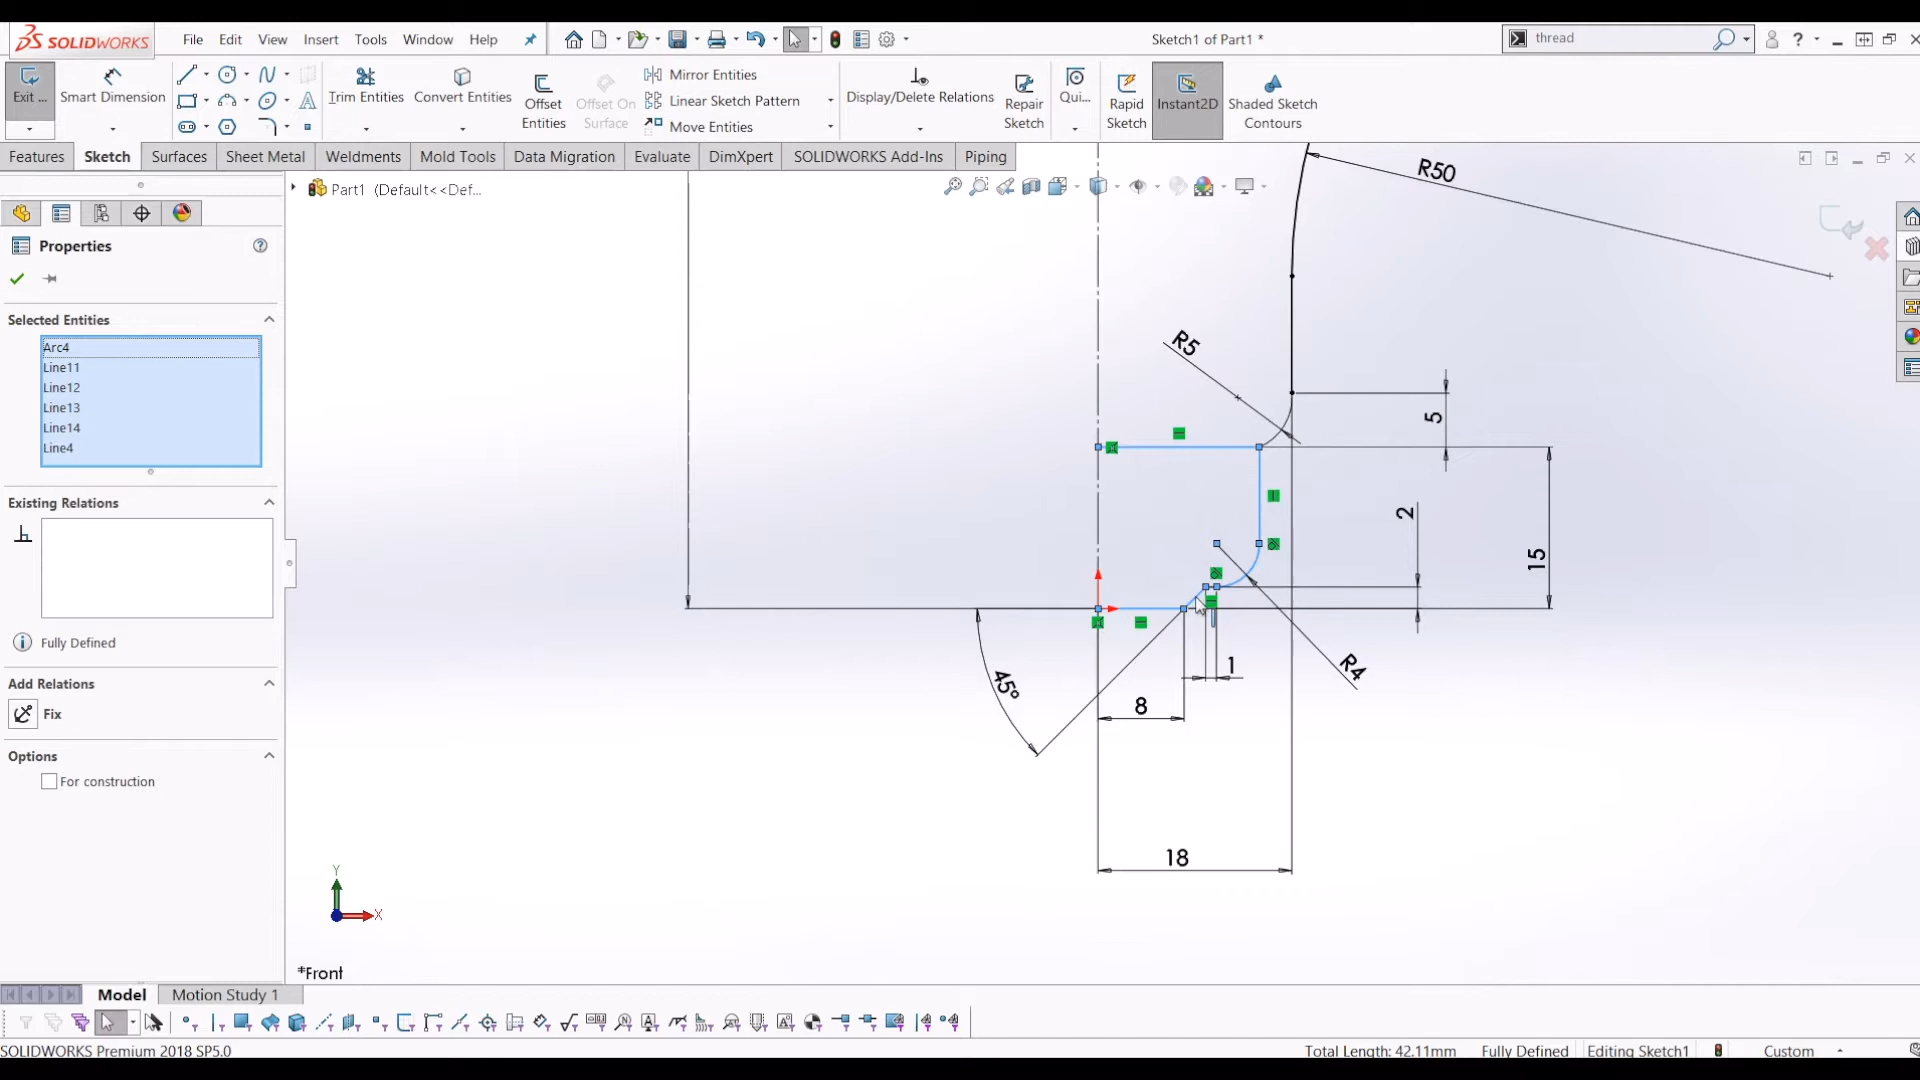 SOLIDWORKS
File Edit View Insert Tools Window Help
Sketch1 of Part1 *
thread
Exit ...
Smart Dimension
Trim Entities
Convert Entities
Offset Entities
Offset On Surface
Mirror Entities
Linear Sketch Pattern
Move Entities
Display/Delete Relations
Repair Sketch
Qui...
Rapid Sketch
Instant2D
Shaded Sketch Contours
Features Sketch Surfaces Sheet Metal Weldments Mold Tools Data Migration Evaluate DimXpert SOLIDWORKS Add-Ins Piping
Part1 (Default<<Def...
Properties
Selected Entities
Arc4
Line11
Line12
Line13
Line14
Line4
Existing Relations
Fully Defined
Add Relations
Fix
Options
For construction
R50
R5
5
2
15
1
R4
45°
8
18
Y
X
*Front
Model Motion Study 1
SOLIDWORKS Premium 2018 SP5.0
Total Length: 42.11mm Fully Defined Editing Sketch1 Custom